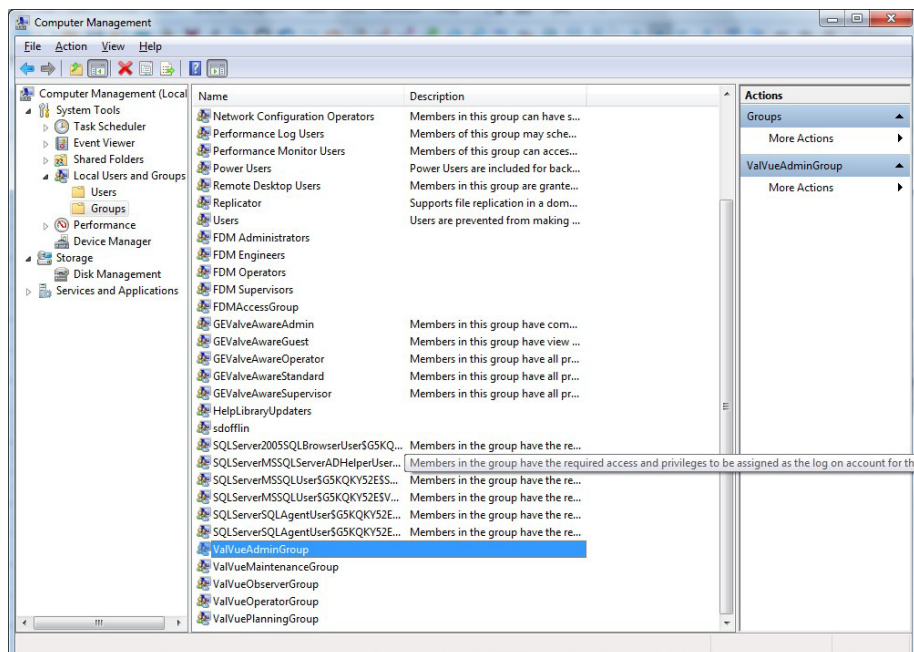 Computer Management
File Action View Help
Computer Management (Local
System Tools
Task Scheduler
Event Viewer
Shared Folders
Local Users and Groups
Users
Groups
Performance
Device Manager
Storage
Disk Management
Services and Applications
Name Description
Network Configuration Operators Members in this group can have s...
Performance Log Users Members of this group may sche...
Performance Monitor Users Members of this group can acces...
Power Users Power Users are included for back...
Remote Desktop Users Members in this group are grante...
Replicator Supports file replication in a dom...
Users Users are prevented from making ...
FDM Administrators
FDM Engineers
FDM Operators
FDM Supervisors
FDMAccessGroup
GEValveAwareAdmin Members in this group have com...
GEValveAwareGuest Members in this group have view ...
GEValveAwareOperator Members in this group have all pr...
GEValveAwareStandard Members in this group have all pr...
GEValveAwareSupervisor Members in this group have all pr...
HelpLibraryUpdaters
sdofflin
SQLServer2005SQLBrowserUser$G5KQ... Members in the group have the re...
SQLServerMSSQLServerADHelperUser... Members in the group have the required access and privileges to be assigned as the log on account for th
SQLServerMSSQLUser$G5KQKY52E$S... Members in the group have the re...
SQLServerMSSQLUser$G5KQKY52E$V... Members in the group have the re...
SQLServerSQLAgentUser$G5KQKY52E... Members in the group have the re...
SQLServerSQLAgentUser$G5KQKY52E... Members in the group have the re...
ValVueAdminGroup
ValVueMaintenanceGroup
ValVueObserverGroup
ValVueOperatorGroup
ValVuePlanningGroup
Actions
Groups
More Actions
ValVueAdminGroup
More Actions